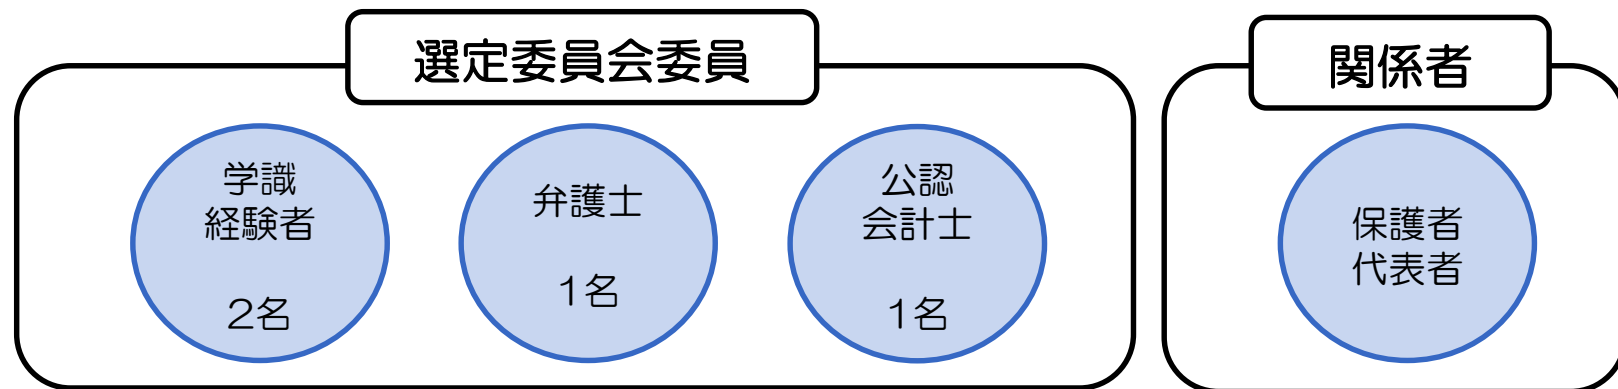 選定委員会委員
関係者
学識
経験者
2名
弁護士
1名
公認
会計士
1名
保護者
代表者